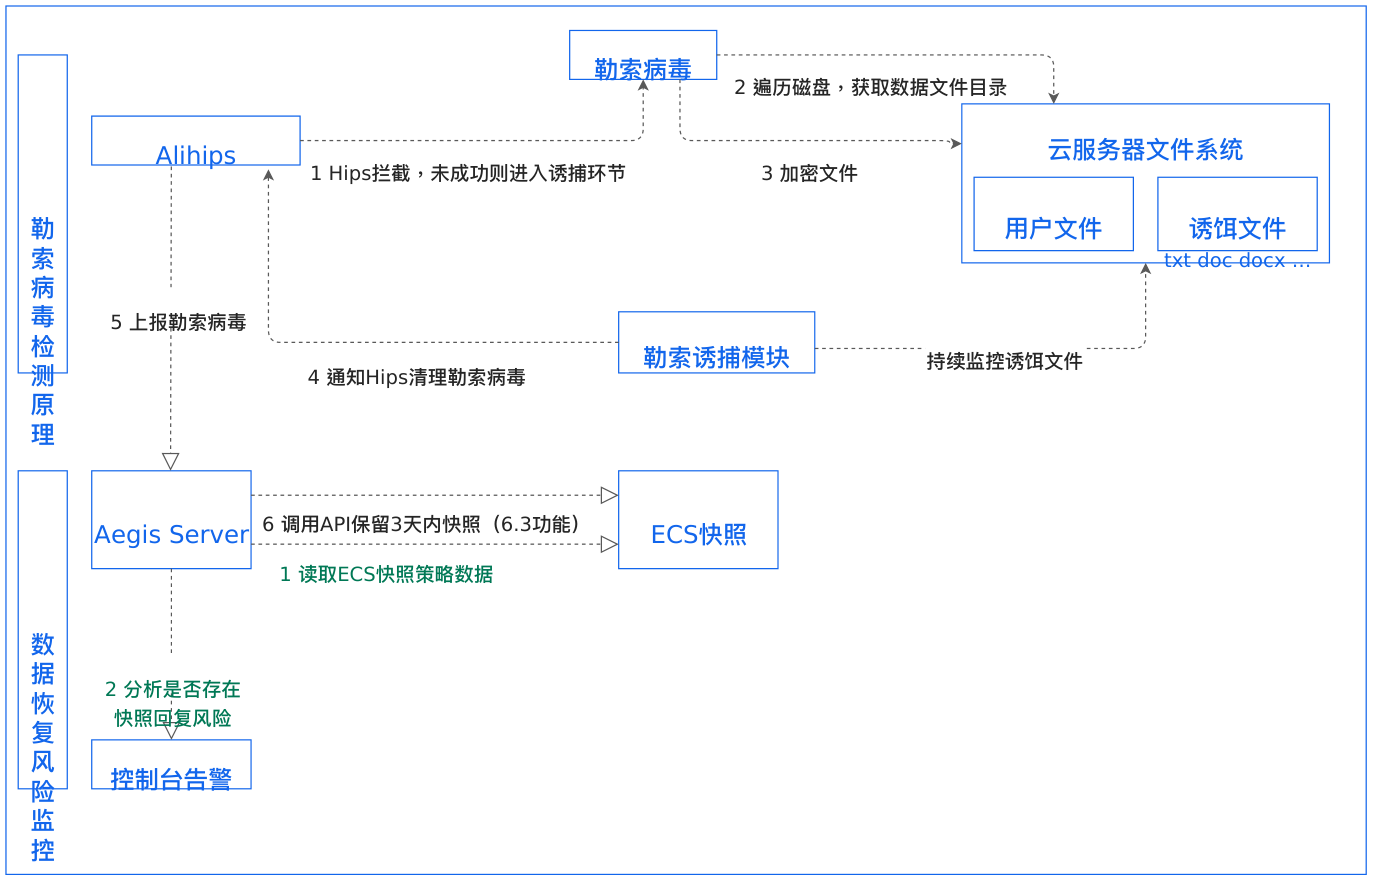 勒索病毒
2 遍历磁盘，获取数据文件目录
Alihips
1 Hips拦截，未成功则进入诱捕环节
3 加密文件
云服务器文件系统
用户文件
诱饵文件
txt doc docx ...
勒索病毒检测原理
5 上报勒索病毒
勒索诱捕模块
持续监控诱饵文件
4 通知Hips清理勒索病毒
Aegis Server
6 调用API保留3天内快照（6.3功能）
ECS快照
1 读取ECS快照策略数据
数据恢复风险监控
2 分析是否存在
快照回复风险
控制台告警